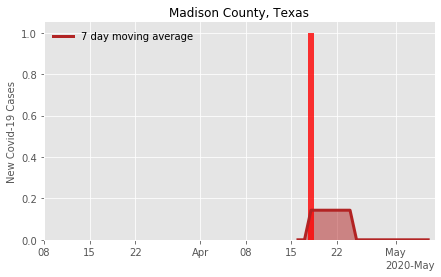 Madison County, Texas
7 day moving average
New Covid-19 Cases
1.0
0.8
0.6
0.4
0.2
0.0
08 15 22 Apr 08 15 22 May
2020-May